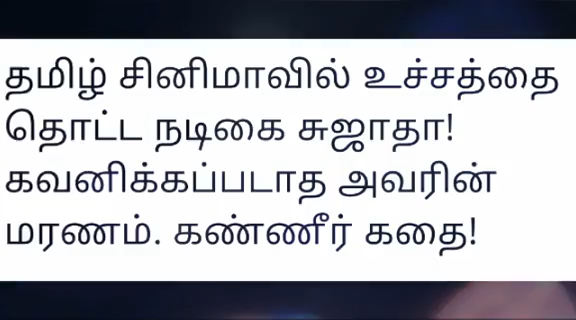 தமிழ் சினிமாவில் உச்சத்தை
தொட்ட நடிகை சுஜாதா!
கவனிக்கப்படாத அவரின்
மரணம். கண்ணீர் கதை!